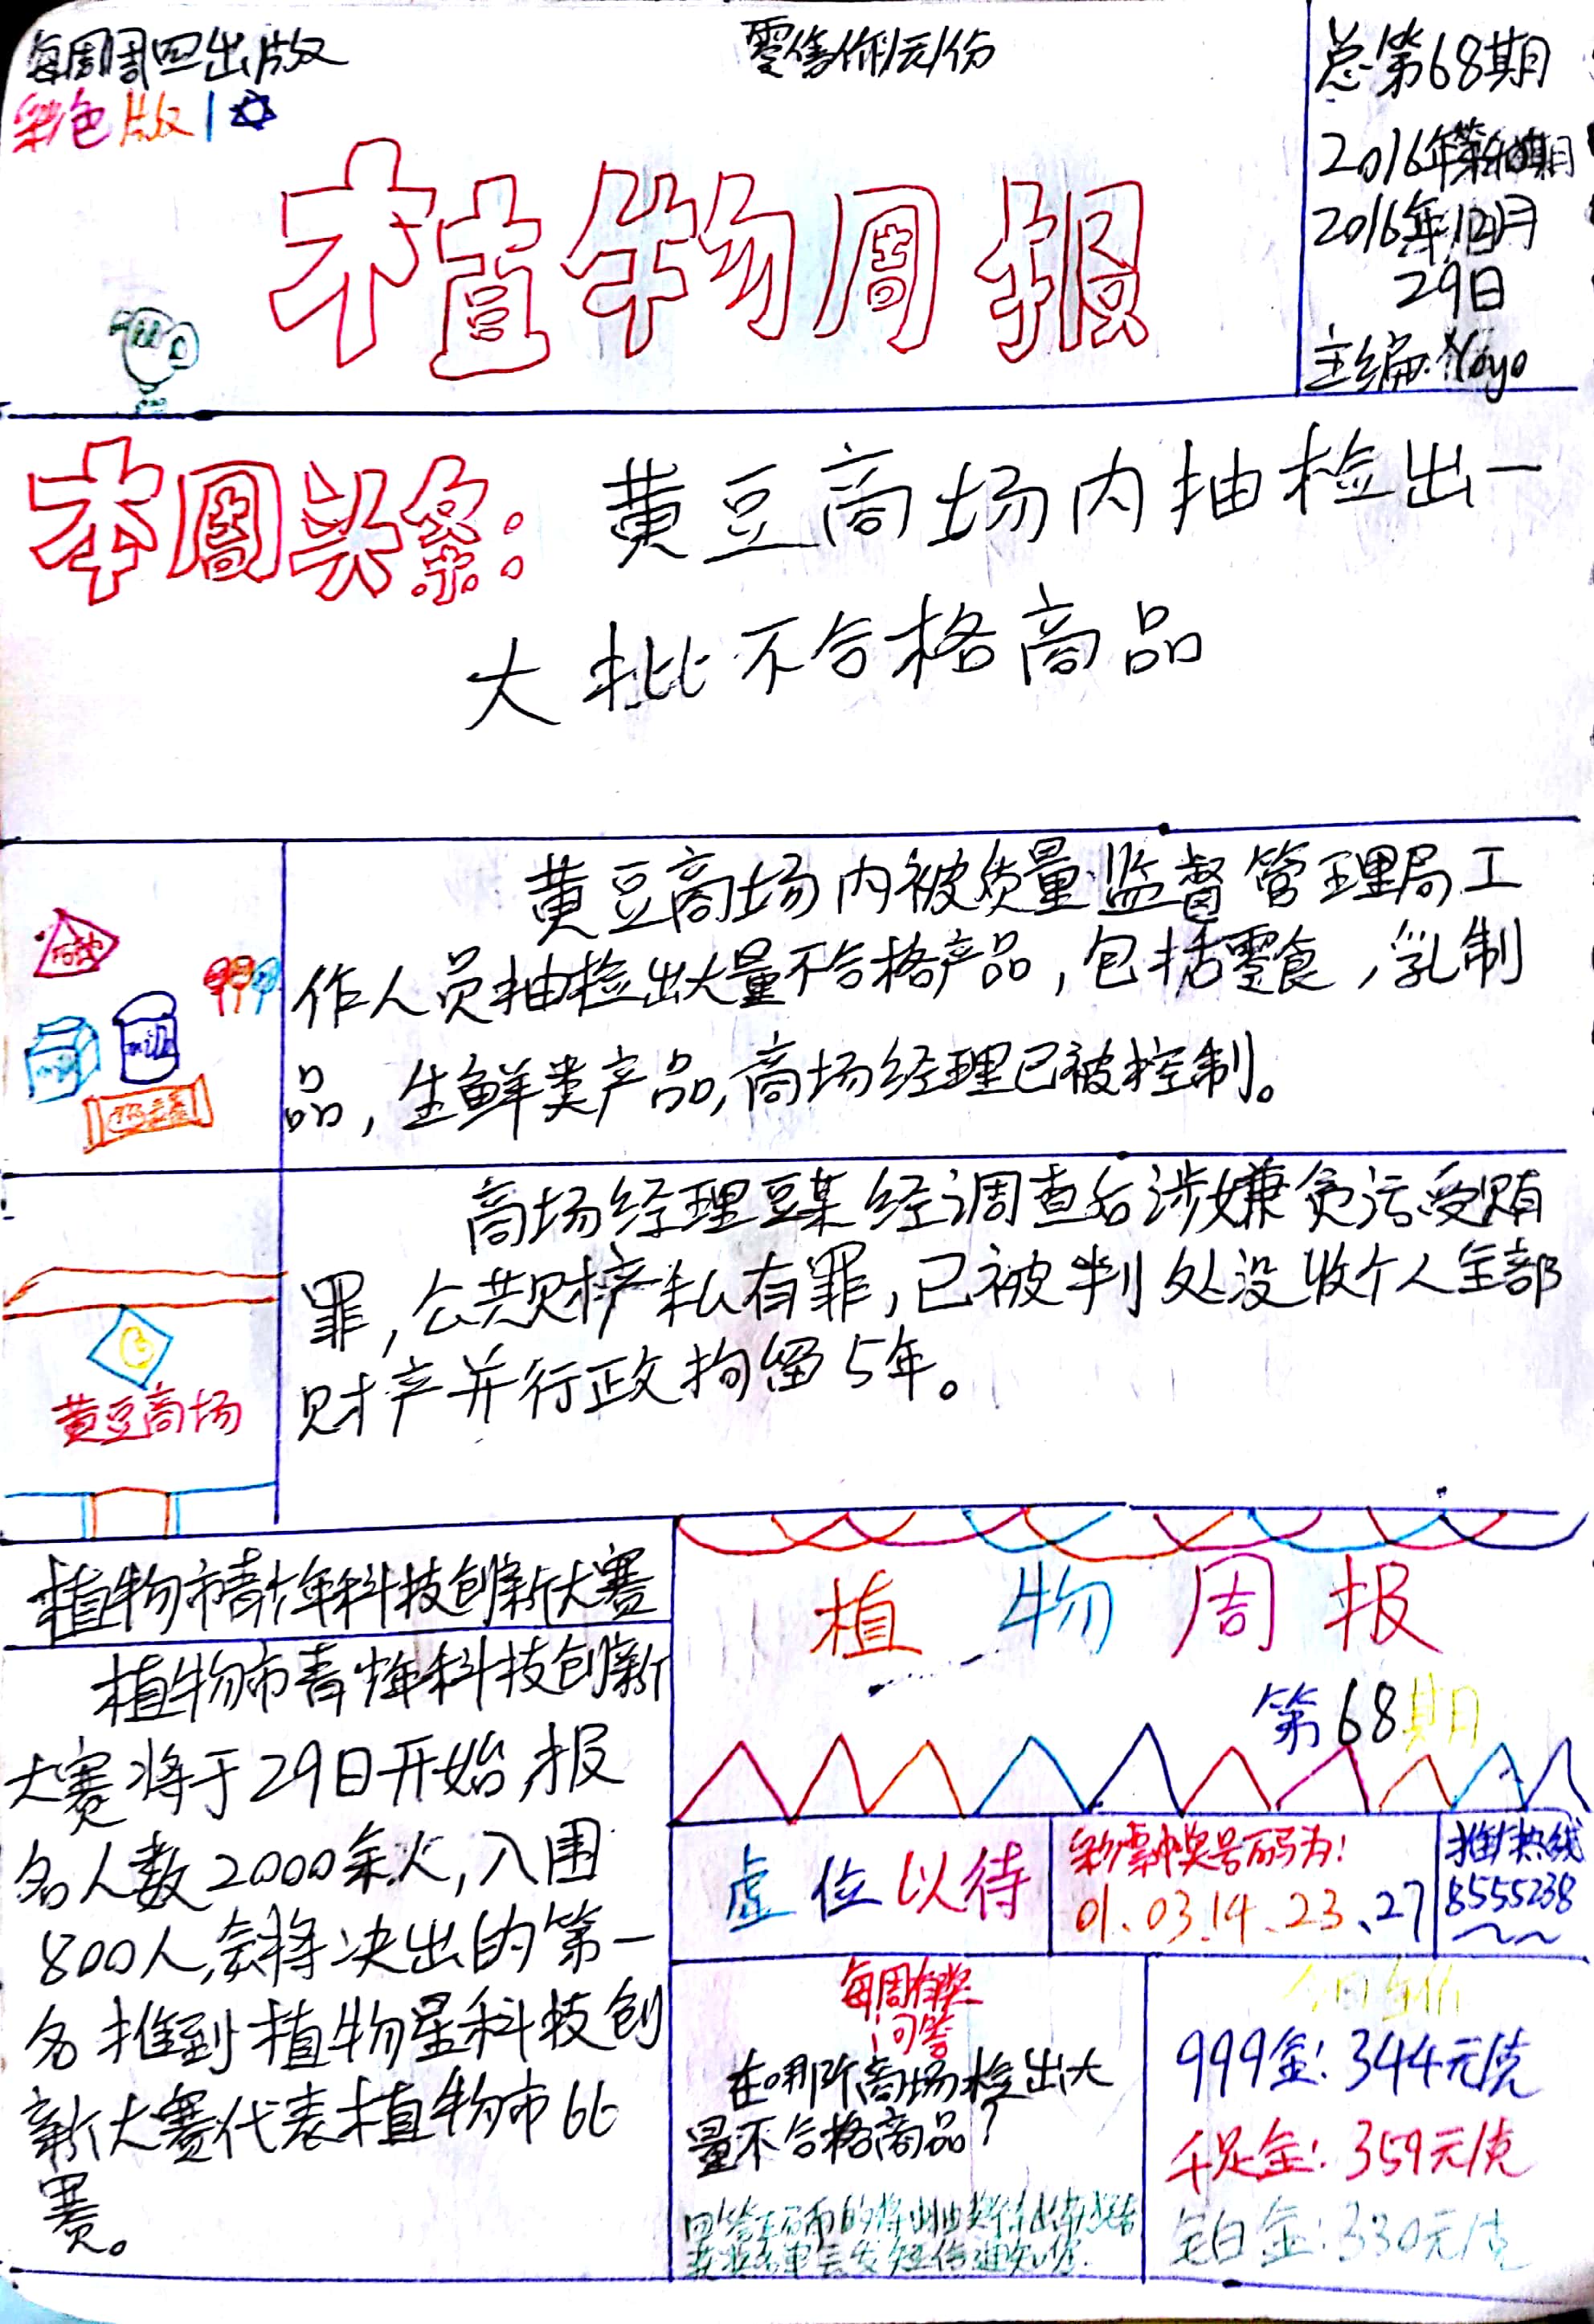 每周周四出版
零售价1元/份
彩色版 1
植物周报
总第68期
2016年第
2016年12月
29日
主编:Yoyo
本周头条:
黄豆商场内抽检出一
大批不合格商品
黄豆商场内被质量监督管理局工
作人员抽检出大量不合格产品,包括零食,乳制
品,生鲜类产品,商场经理已被控制。
milk
商场经理豆某经调查后涉嫌贪污受贿
罪,公共财产私有罪,已被判处没收个人全部
财产并行政拘留5年。
黄豆商场
植物市青少年科技创新大赛
植物市青少年科技创新
大赛将于29日开始,报
名人数2000余人,入围
800人,会将决出的第一
名推到植物星科技创
新大赛代表植物市比
赛。
植物周报
第68期
虚位以待
彩票中奖号码为:
01、03、14、23、27
推广热线
8555238
每周有奖
问答
在哪所商场检出大
量不合格商品?
今日金价
999金:344元/克
千足金:359元/克
铂白金:330元/克